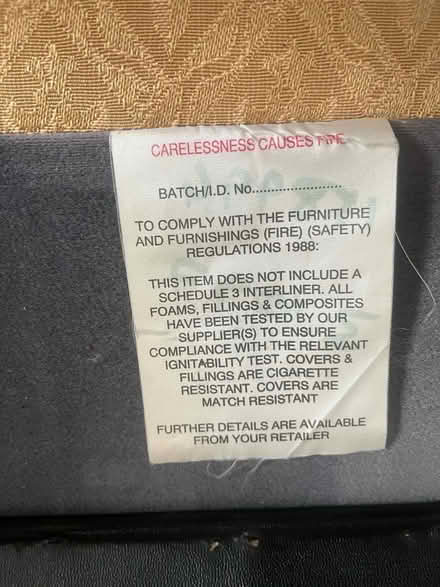 CARELESSNESS CAUSES FIRE
BATCH/I.D. No........................
TO COMPLY WITH THE FURNITURE
AND FURNISHINGS (FIRE) (SAFETY)
REGULATIONS 1988:
THIS ITEM DOES NOT INCLUDE A
SCHEDULE 3 INTERLINER. ALL
FOAMS, FILLINGS & COMPOSITES
HAVE BEEN TESTED BY OUR
SUPPLIER(S) TO ENSURE
COMPLIANCE WITH THE RELEVANT
IGNITABILITY TEST. COVERS &
FILLINGS ARE CIGARETTE
RESISTANT. COVERS ARE
MATCH RESISTANT
FURTHER DETAILS ARE AVAILABLE
FROM YOUR RETAILER